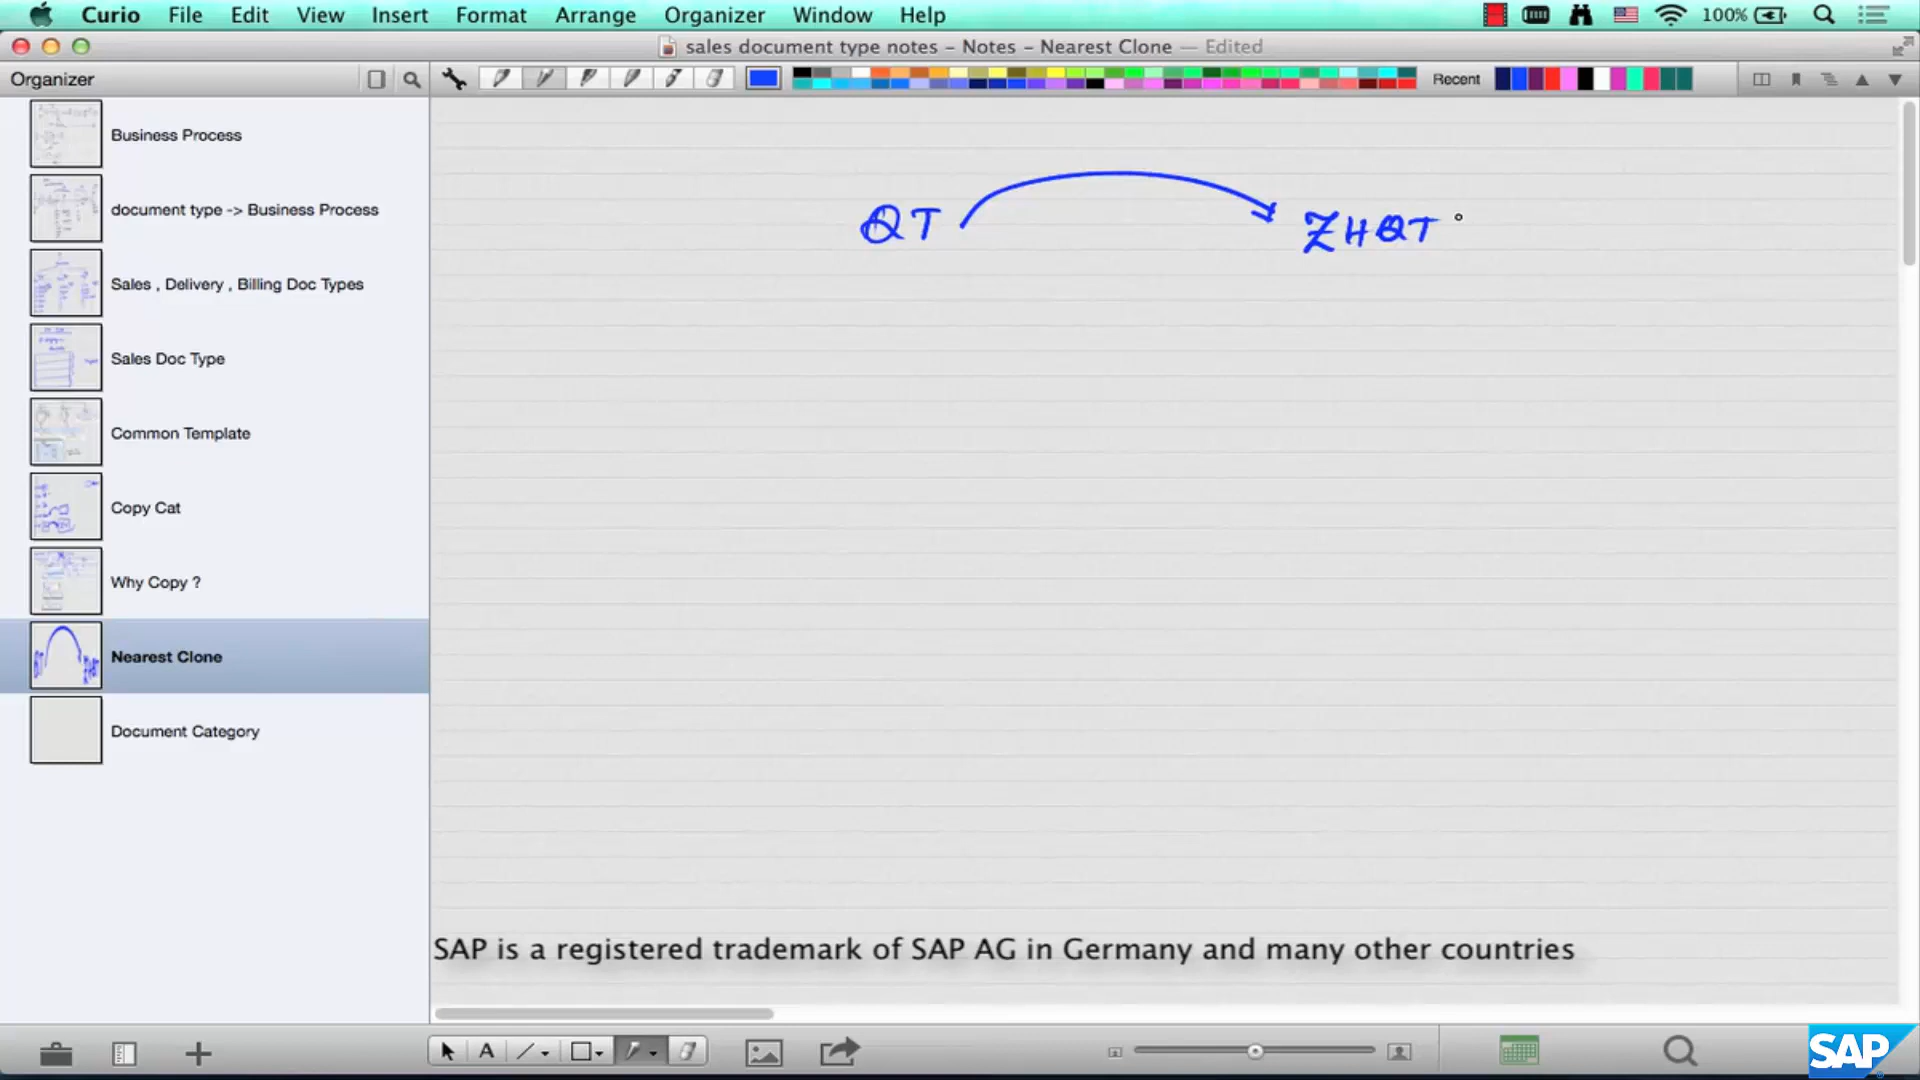 Curio File Edit View Insert Format Arrange Organizer Window Help 100%
sales document type notes – Notes – Nearest Clone — Edited
Organizer Recent
Business Process
document type -> Business Process
Sales , Delivery , Billing Doc Types
Sales Doc Type
Common Template
Copy Cat
Why Copy ?
Nearest Clone
Document Category
QT ZHQT
SAP is a registered trademark of SAP AG in Germany and many other countries
A
SAP